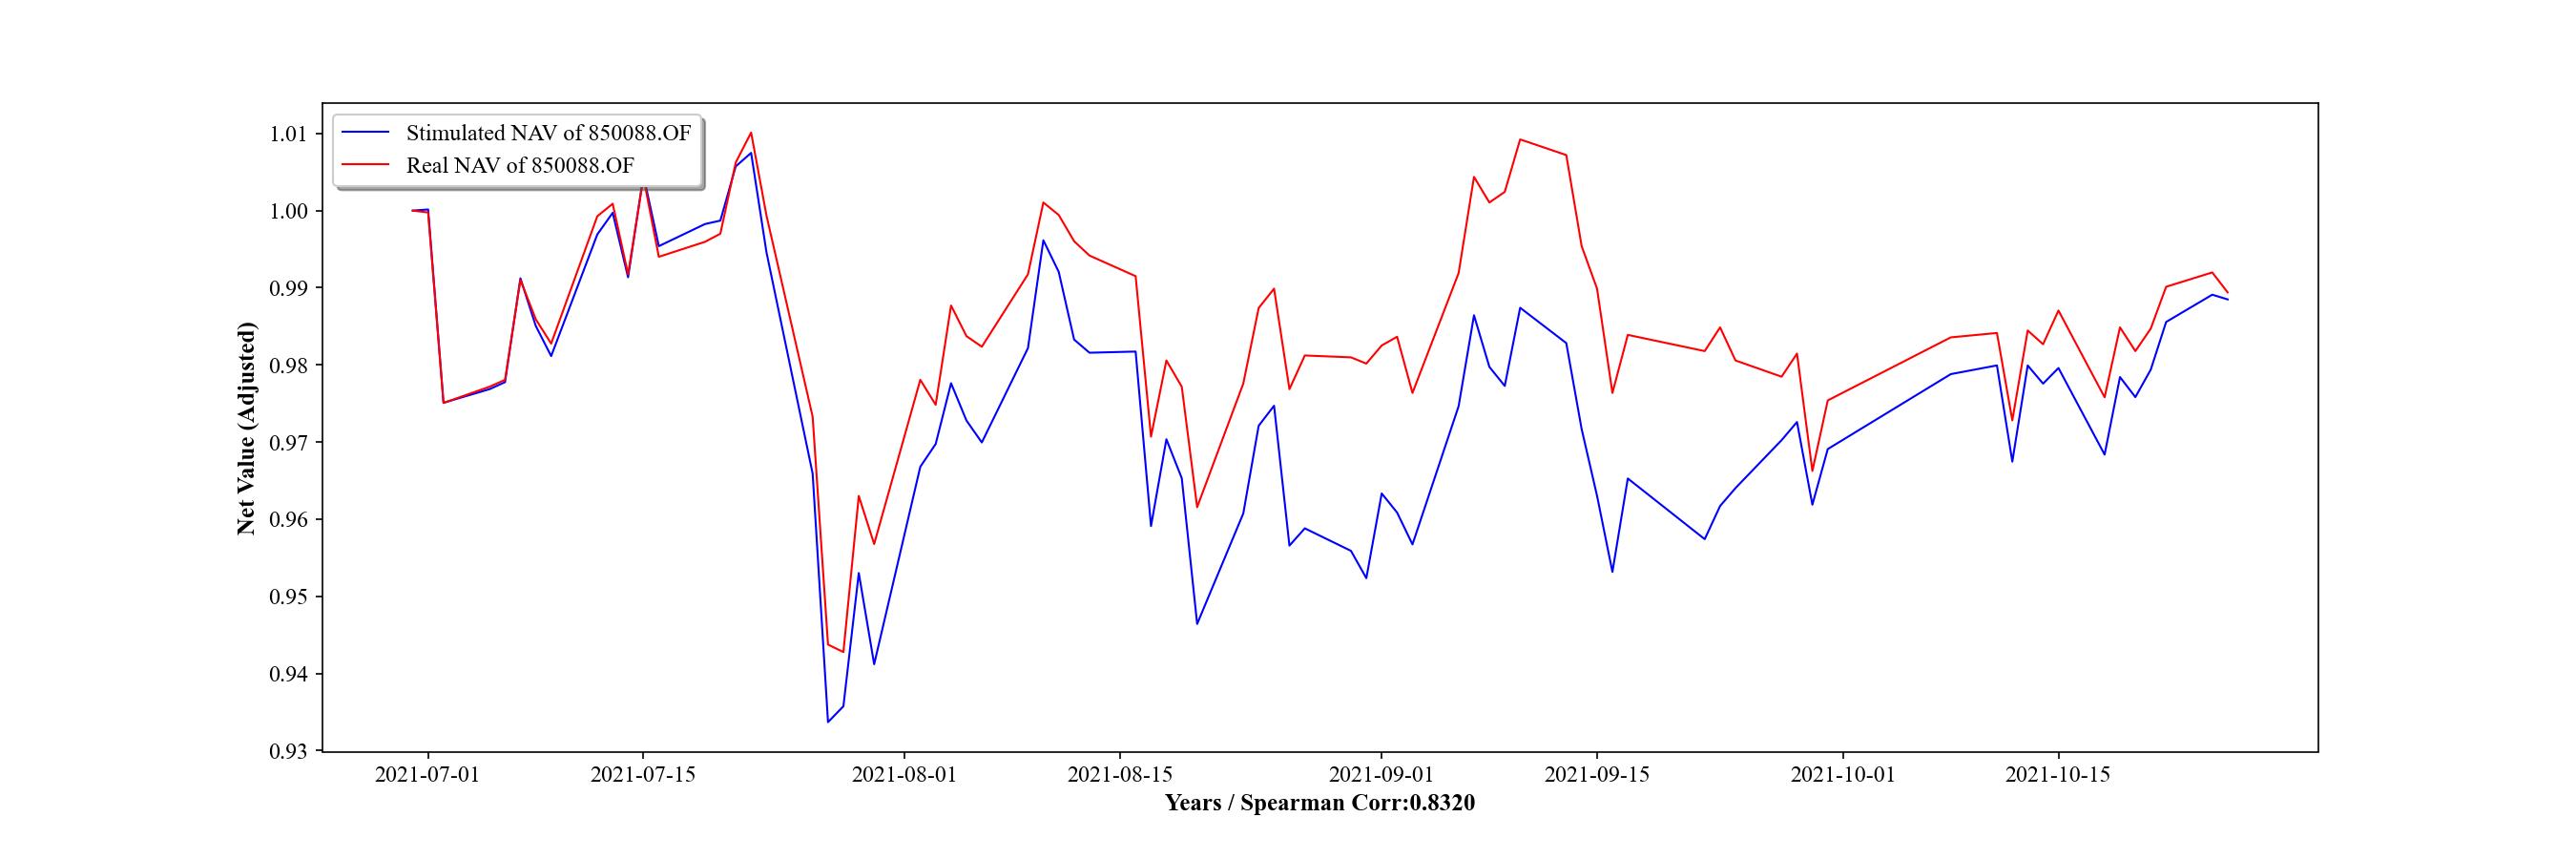 Stimulated NAV of 850088.OF
Real NAV of 850088.OF
1.01
1.00
0.99
0.98
0.97
0.96
0.95
0.94
0.93
Net Value (Adjusted)
2021-07-01 2021-07-15 2021-08-01 2021-08-15 2021-09-01 2021-09-15 2021-10-01 2021-10-15
Years / Spearman Corr:0.8320